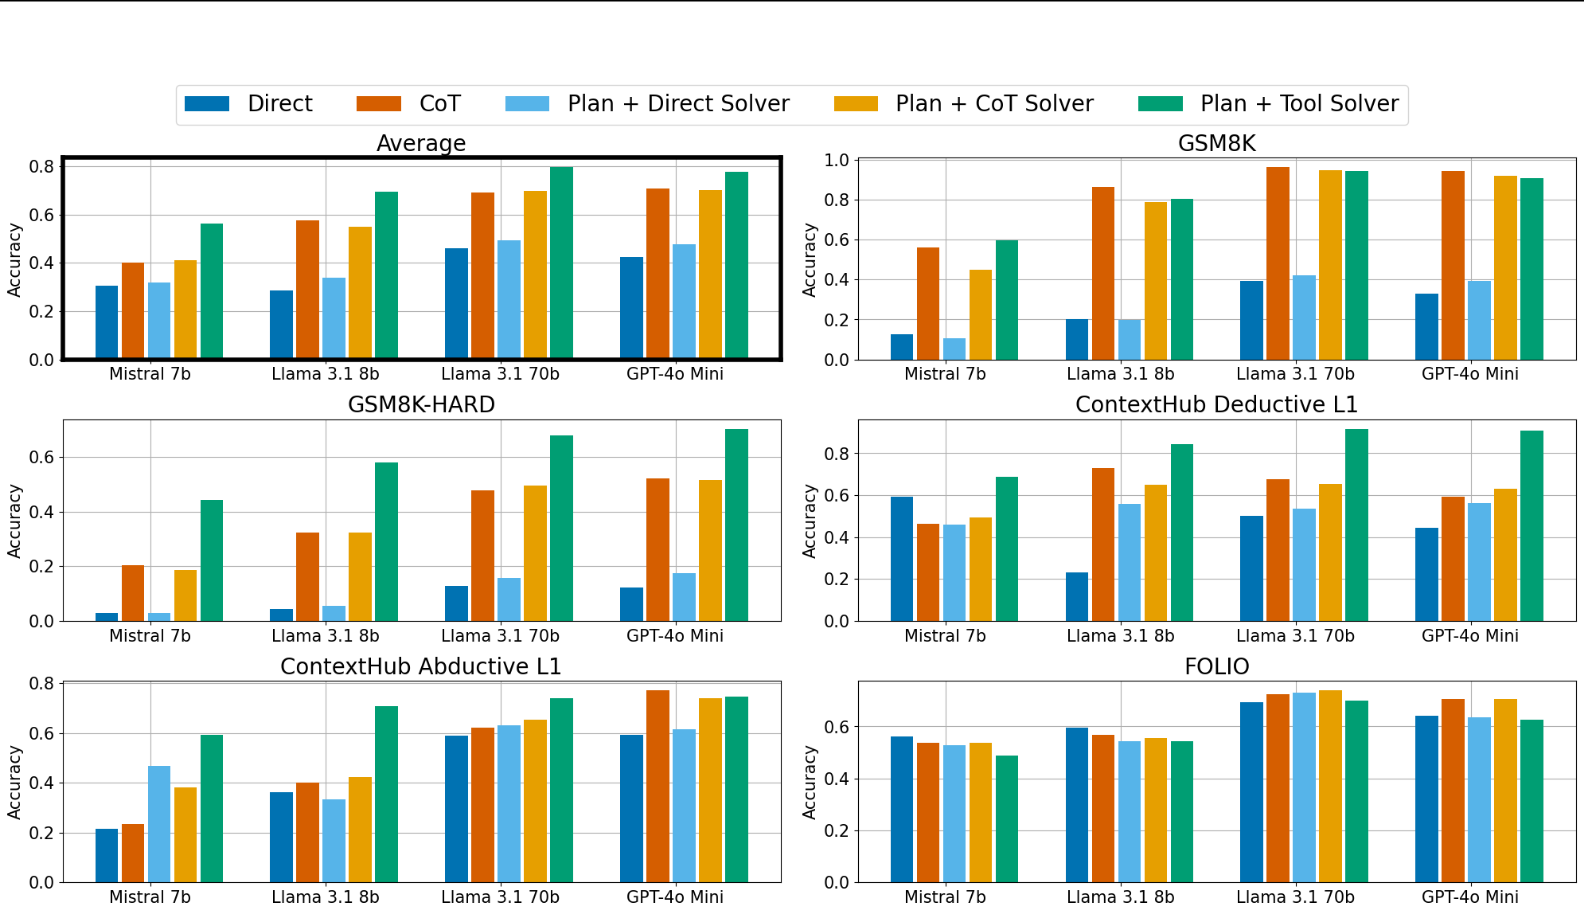 Direct CoT Plan + Direct Solver Plan + CoT Solver Plan + Tool Solver
Average
Accuracy
0.8
0.6
0.4
0.2
0.0
Mistral 7b Llama 3.1 8b Llama 3.1 70b GPT-4o Mini
GSM8K
Accuracy
1.0
0.8
0.6
0.4
0.2
0.0
Mistral 7b Llama 3.1 8b Llama 3.1 70b GPT-4o Mini
GSM8K-HARD
Accuracy
0.6
0.4
0.2
0.0
Mistral 7b Llama 3.1 8b Llama 3.1 70b GPT-4o Mini
ContextHub Deductive L1
Accuracy
0.8
0.6
0.4
0.2
0.0
Mistral 7b Llama 3.1 8b Llama 3.1 70b GPT-4o Mini
ContextHub Abductive L1
Accuracy
0.8
0.6
0.4
0.2
0.0
Mistral 7b Llama 3.1 8b Llama 3.1 70b GPT-4o Mini
FOLIO
Accuracy
0.6
0.4
0.2
0.0
Mistral 7b Llama 3.1 8b Llama 3.1 70b GPT-4o Mini